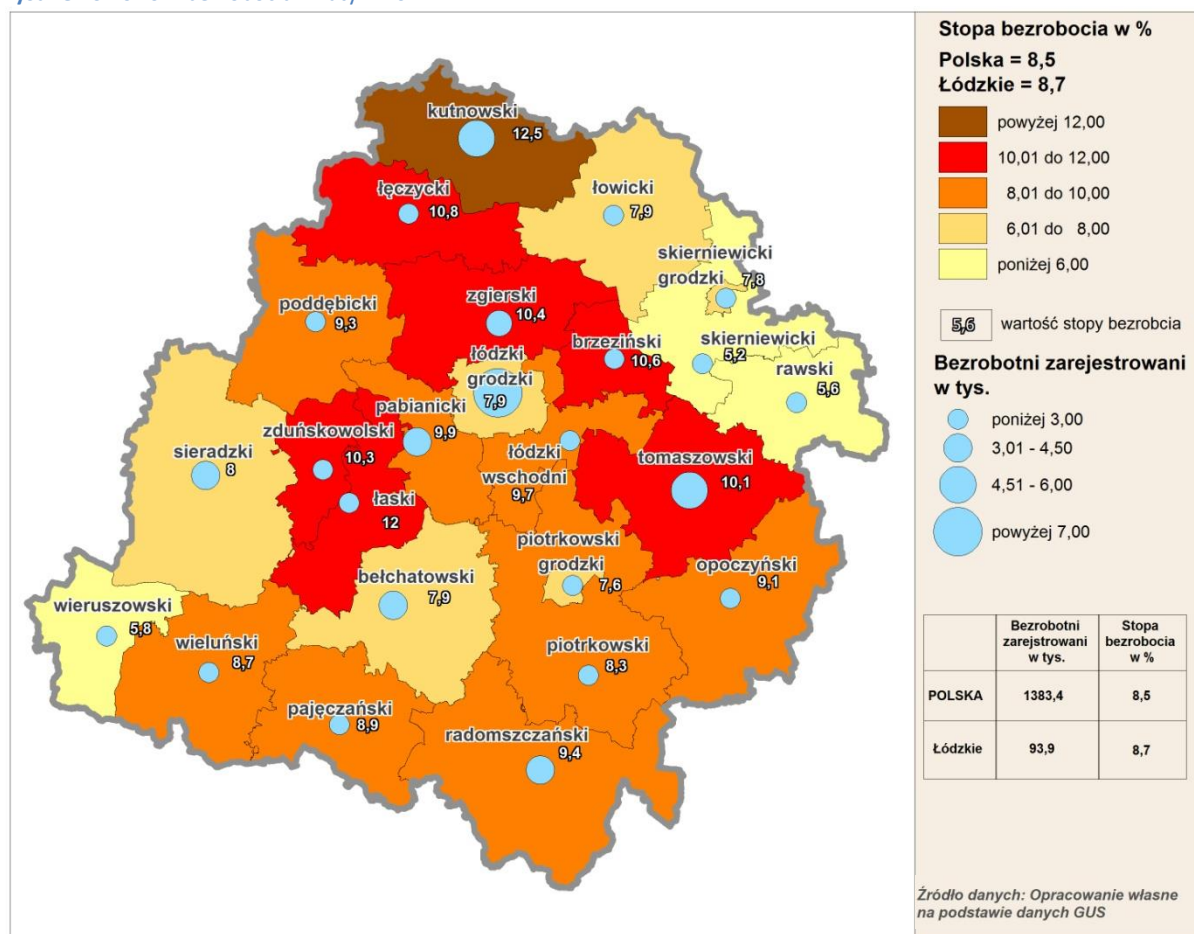 kutnowski
12,5
łęczycki
10,8
łowicki
7,9
skierniewicki
grodzki
7,8
poddębicki
9,3
zgierski
10,4
brzeziński
10,6
skierniewicki
5,2
rawski
5,6
łódzki
grodzki
7,9
pabianicki
9,9
zduńskowolski
10,3
sieradzki
8
łaski
12
łódzki
wschodni
9,7
tomaszowski
10,1
piotrkowski
grodzki
7,6
opoczyński
9,1
bełchatowski
7,9
wieruszowski
5,8
wieluński
8,7
piotrkowski
8,3
pajęczański
8,9
radomszczański
9,4
Stopa bezrobocia w %
Polska = 8,5
Łódzkie = 8,7
powyżej 12,00
10,01 do 12,00
8,01 do 10,00
6,01 do 8,00
poniżej 6,00
5,6 wartość stopy bezrobcia
Bezrobotni zarejestrowani
w tys.
poniżej 3,00
3,01 - 4,50
4,51 - 6,00
powyżej 7,00
Bezrobotni zarejstrowani w tys. Stopa bezrobocia w %
POLSKA 1383,4 8,5
Łódzkie 93,9 8,7
Źródło danych: Opracowanie własne
na podstawie danych GUS